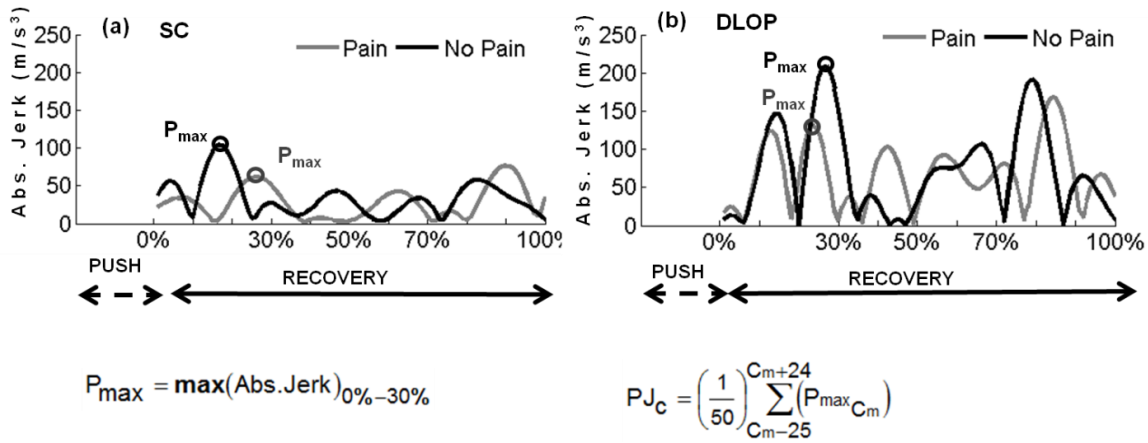 (a) SC
Abs. Jerk (m/s³)
250
200
150
100
50
0
Pain No Pain
Pmax
Pmax
0% 30% 50% 70% 100%
PUSH
RECOVERY
Pmax = max(Abs.Jerk)0%–30%
(b) DLOP
Abs. Jerk (m/s³)
250
200
150
100
50
0
Pain No Pain
Pmax
Pmax
0% 30% 50% 70% 100%
PUSH
RECOVERY
PJc = (1/50) ∑ Cm−25 Cm+24 (PmaxCm)